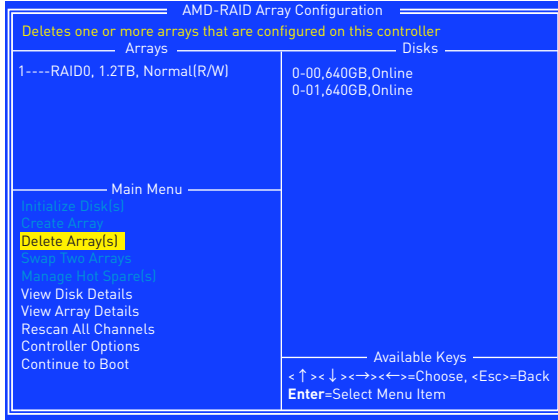 AMD-RAID Array Configuration
Deletes one or more arrays that are configured on this controller
Arrays
1----RAID0, 1.2TB, Normal(R/W)
Disks
0-00,640GB,Online
0-01,640GB,Online
Main Menu
Initialize Disk(s)
Create Array
Delete Array(s)
Swap Two Arrays
Manage Hot Spare(s)
View Disk Details
View Array Details
Rescan All Channels
Controller Options
Continue to Boot
Available Keys
<↑><↓><→><←>=Choose, <Esc>=Back
Enter=Select Menu Item